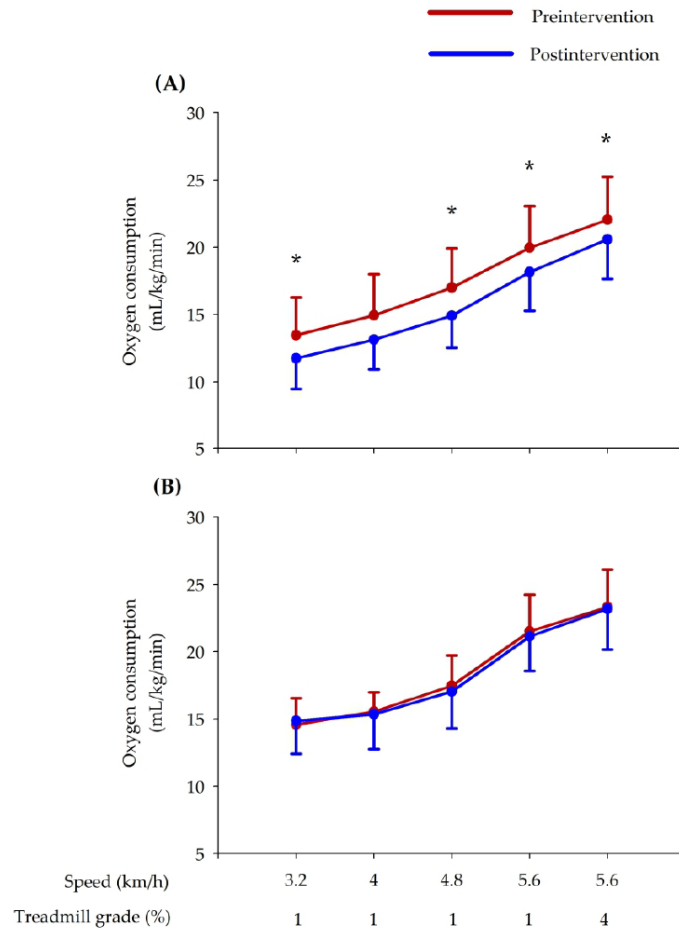 Preintervention
Postintervention
(A)
30
25
20
15
10
5
Oxygen consumption
(mL/kg/min)
*
*
*
*
(B)
30
25
20
15
10
5
Oxygen consumption
(mL/kg/min)
Speed (km/h) 3.2 4 4.8 5.6 5.6
Treadmill grade (%) 1 1 1 1 4